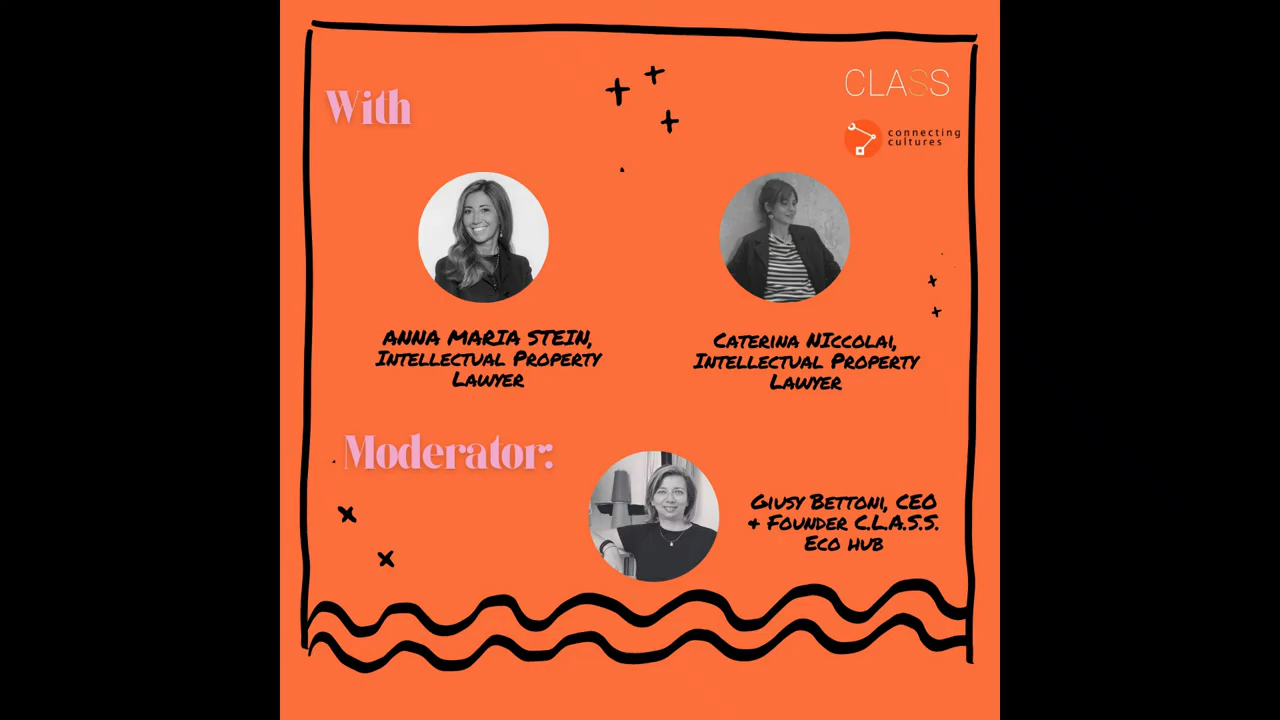 With
CLASS
connecting
cultures
ANNA MARIA STEIN,
INTELLECTUAL PROPERTY
LAWYER
CATERINA NICCOLAI,
INTELLECTUAL PROPERTY
LAWYER
Moderator:
GIUSY BETTONI, CEO
& FOUNDER C.L.A.S.S.
ECO HUB